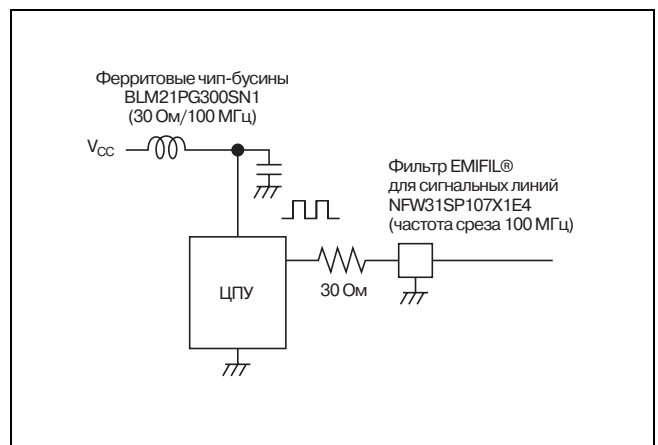 Ферритовые чип-бусины
BLM21PG300SN1
(30 Ом/100 МГц)
VCC
Фильтр EMIFIL®
для сигнальных линий
NFW31SP107X1E4
(частота среза 100 МГц)
ЦПУ
30 Ом